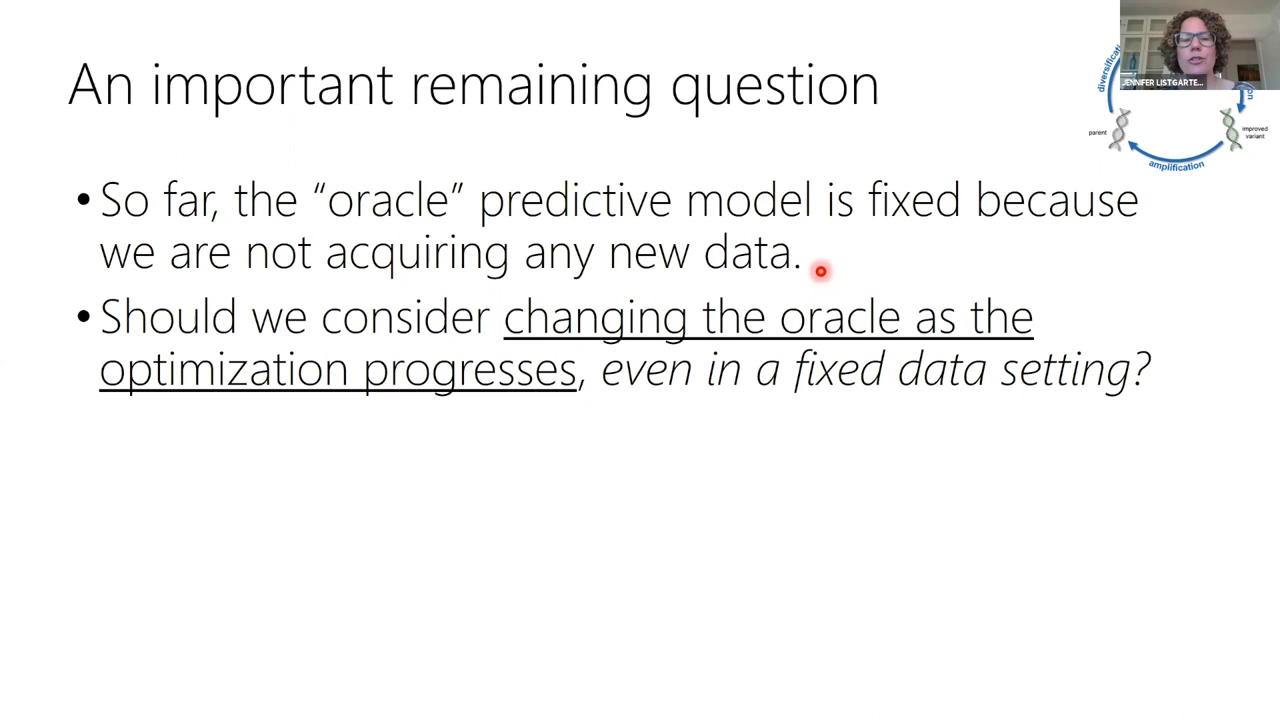 An important remaining question
JENNIFER LISTGARTE...
parent
improved
variant
amplification
• So far, the “oracle” predictive model is fixed because
we are not acquiring any new data.
• Should we consider changing the oracle as the
optimization progresses, even in a fixed data setting?